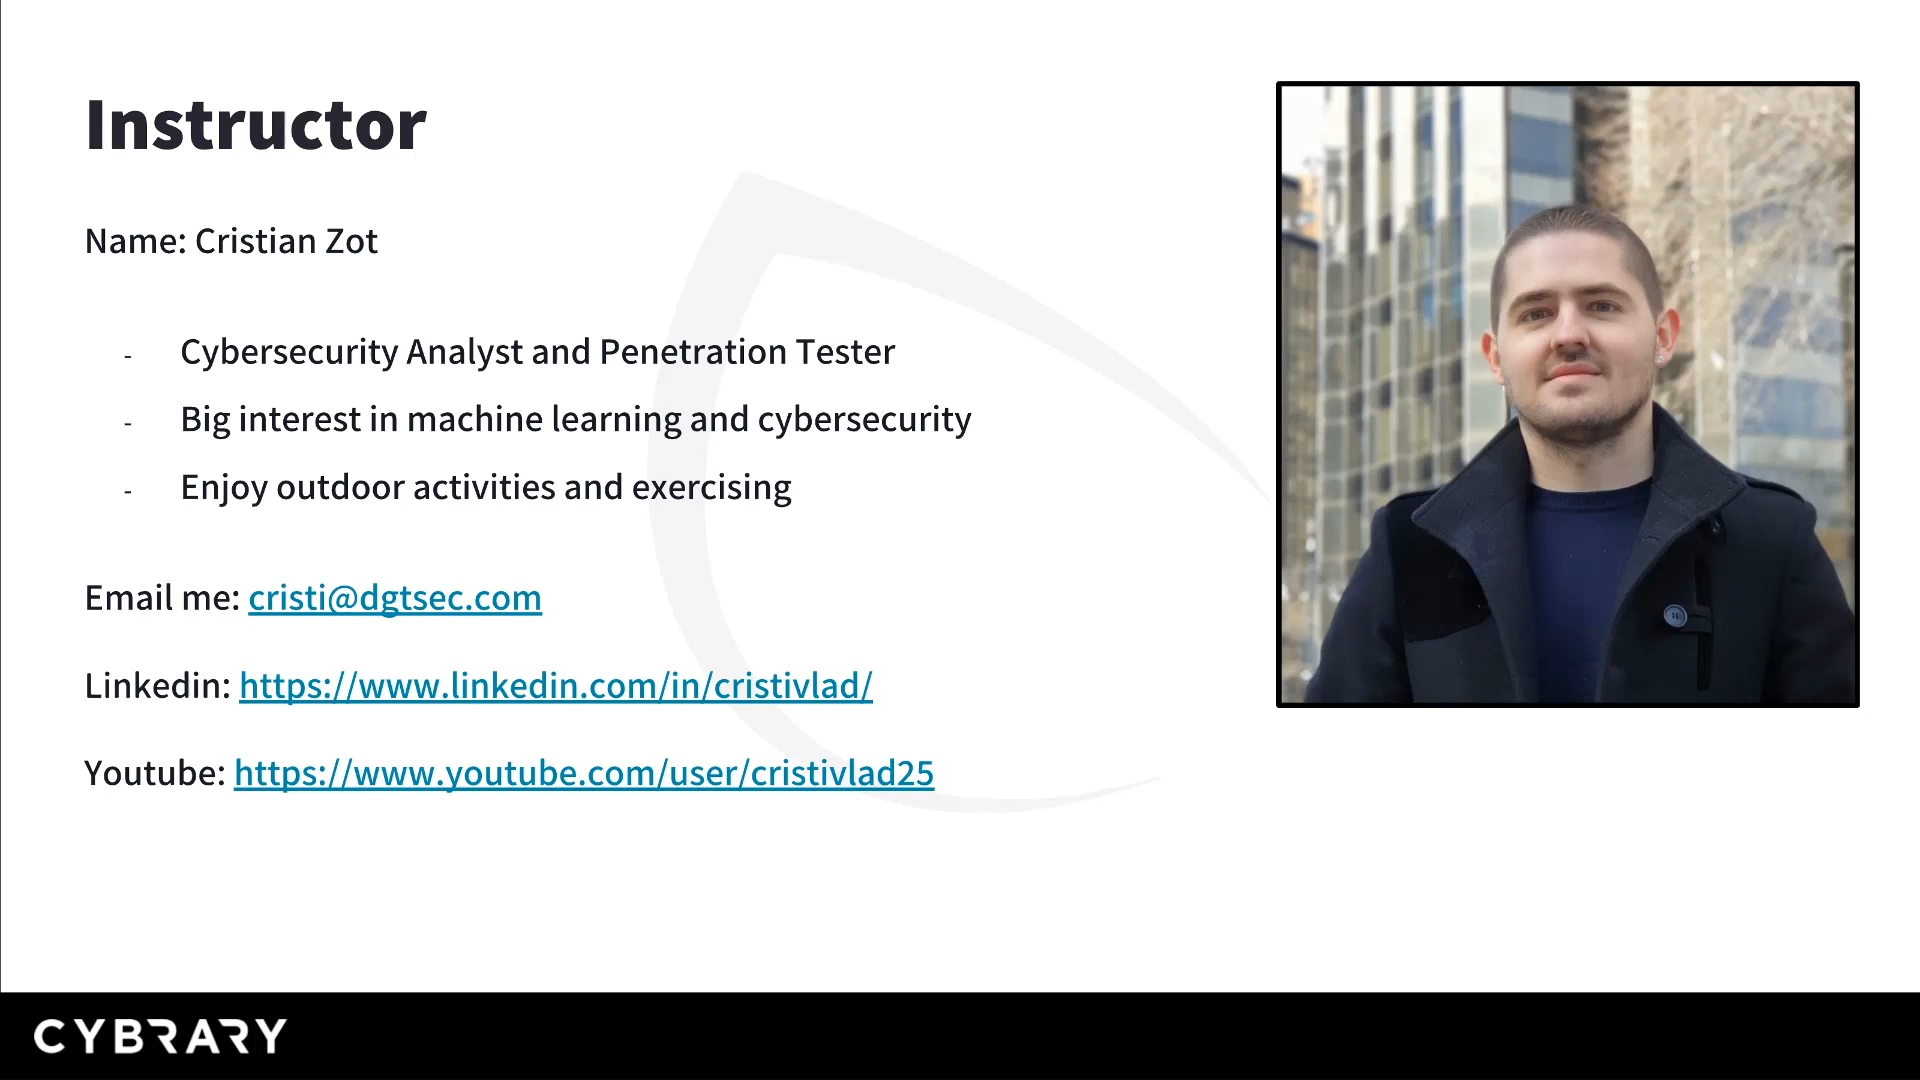 Instructor
Name: Cristian Zot
- Cybersecurity Analyst and Penetration Tester
- Big interest in machine learning and cybersecurity
- Enjoy outdoor activities and exercising
Email me: cristi@dgtsec.com
Linkedin: https://www.linkedin.com/in/cristivlad/
Youtube: https://www.youtube.com/user/cristivlad25
CYBRARY